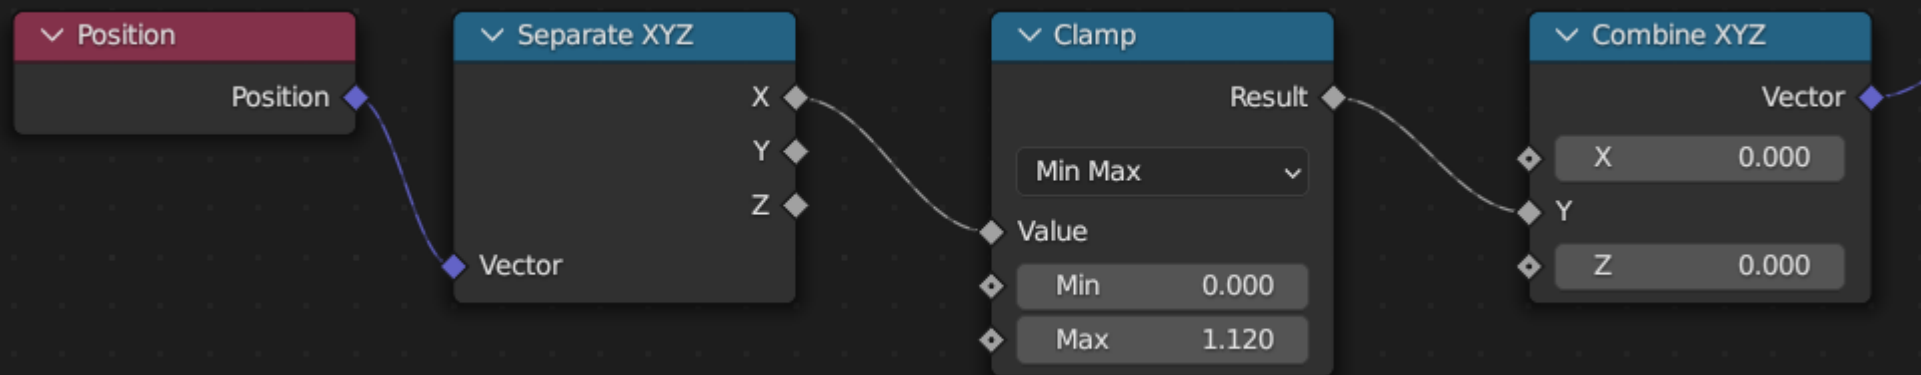 Position
Position
Separate XYZ
X
Y
Z
Vector
Clamp
Result
Min Max
Value
Min 0.000
Max 1.120
Combine XYZ
Vector
X 0.000
Y
Z 0.000